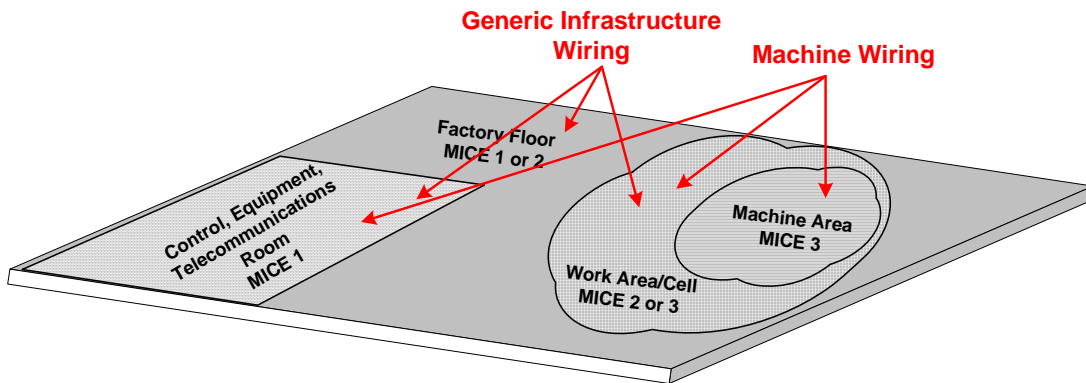 Generic Infrastructure
Wiring
Machine Wiring
Factory Floor
MICE 1 or 2
Control, Equipment,
Telecommunications
Room
MICE 1
Machine Area
MICE 3
Work Area/Cell
MICE 2 or 3